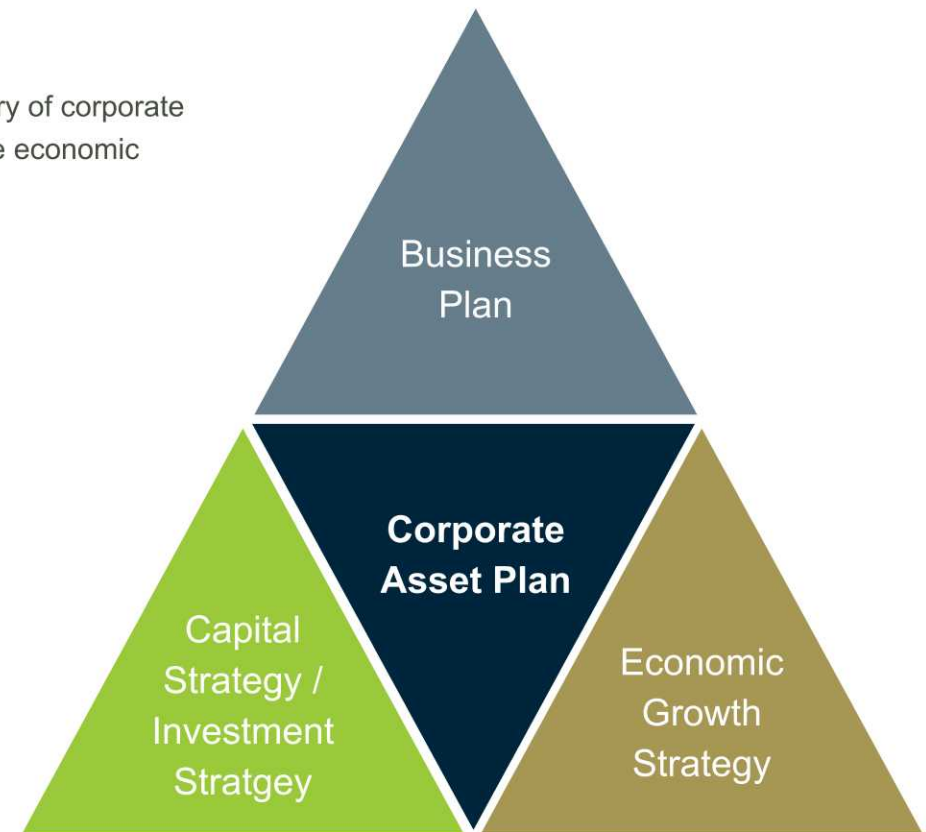 ry of corporate
e economic
Business
Plan
Corporate
Asset Plan
Capital
Strategy /
Investment
Stratgey
Economic
Growth
Strategy